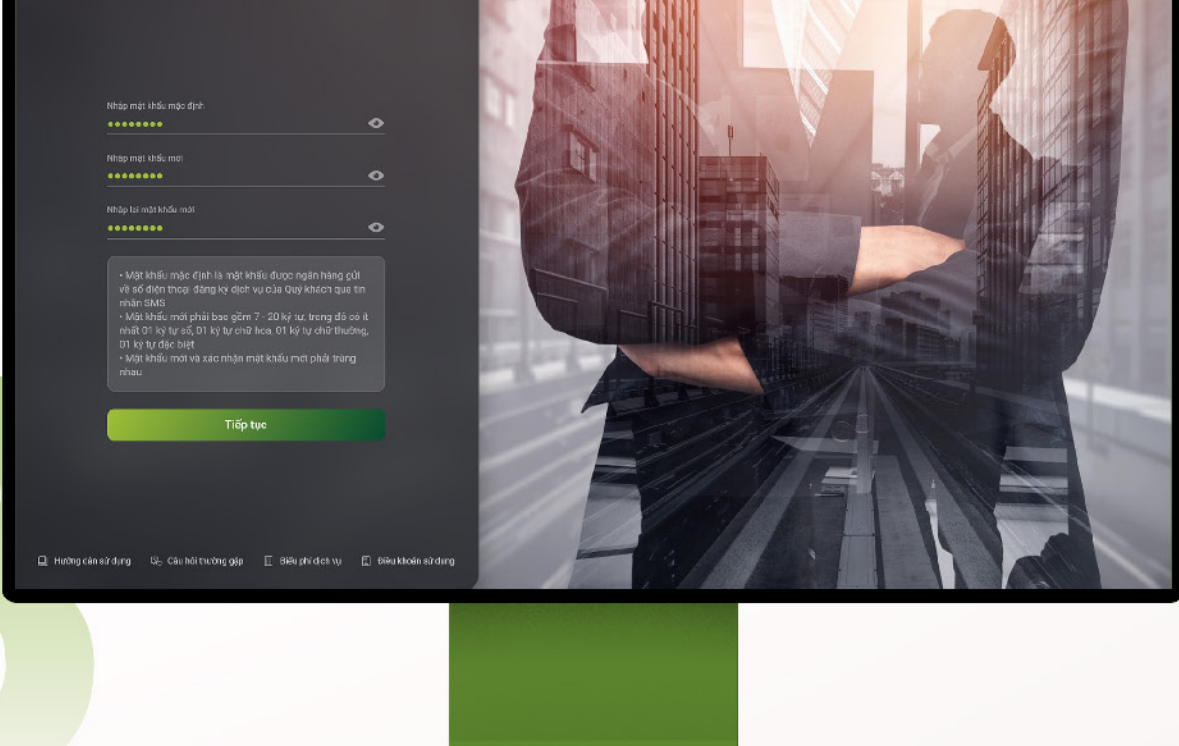 Nhập mật khẩu mặc định
Nhập mật khẩu mới
Nhập lại mật khẩu mới
• Mật khẩu mặc định là mật khẩu được ngân hàng gửi
về số điện thoại đăng ký dịch vụ của Quý khách qua tin
nhắn SMS
• Mật khẩu mới phải bao gồm 7 - 20 ký tự, trong đó có ít
nhất 01 ký tự số, 01 ký tự chữ hoa, 01 ký tự chữ thường,
01 ký tự đặc biệt
• Mật khẩu mới và xác nhận mật khẩu mới phải trùng
nhau
Tiếp tục
Hướng dẫn sử dụng Câu hỏi thường gặp Biểu phí dịch vụ Điều khoản sử dụng